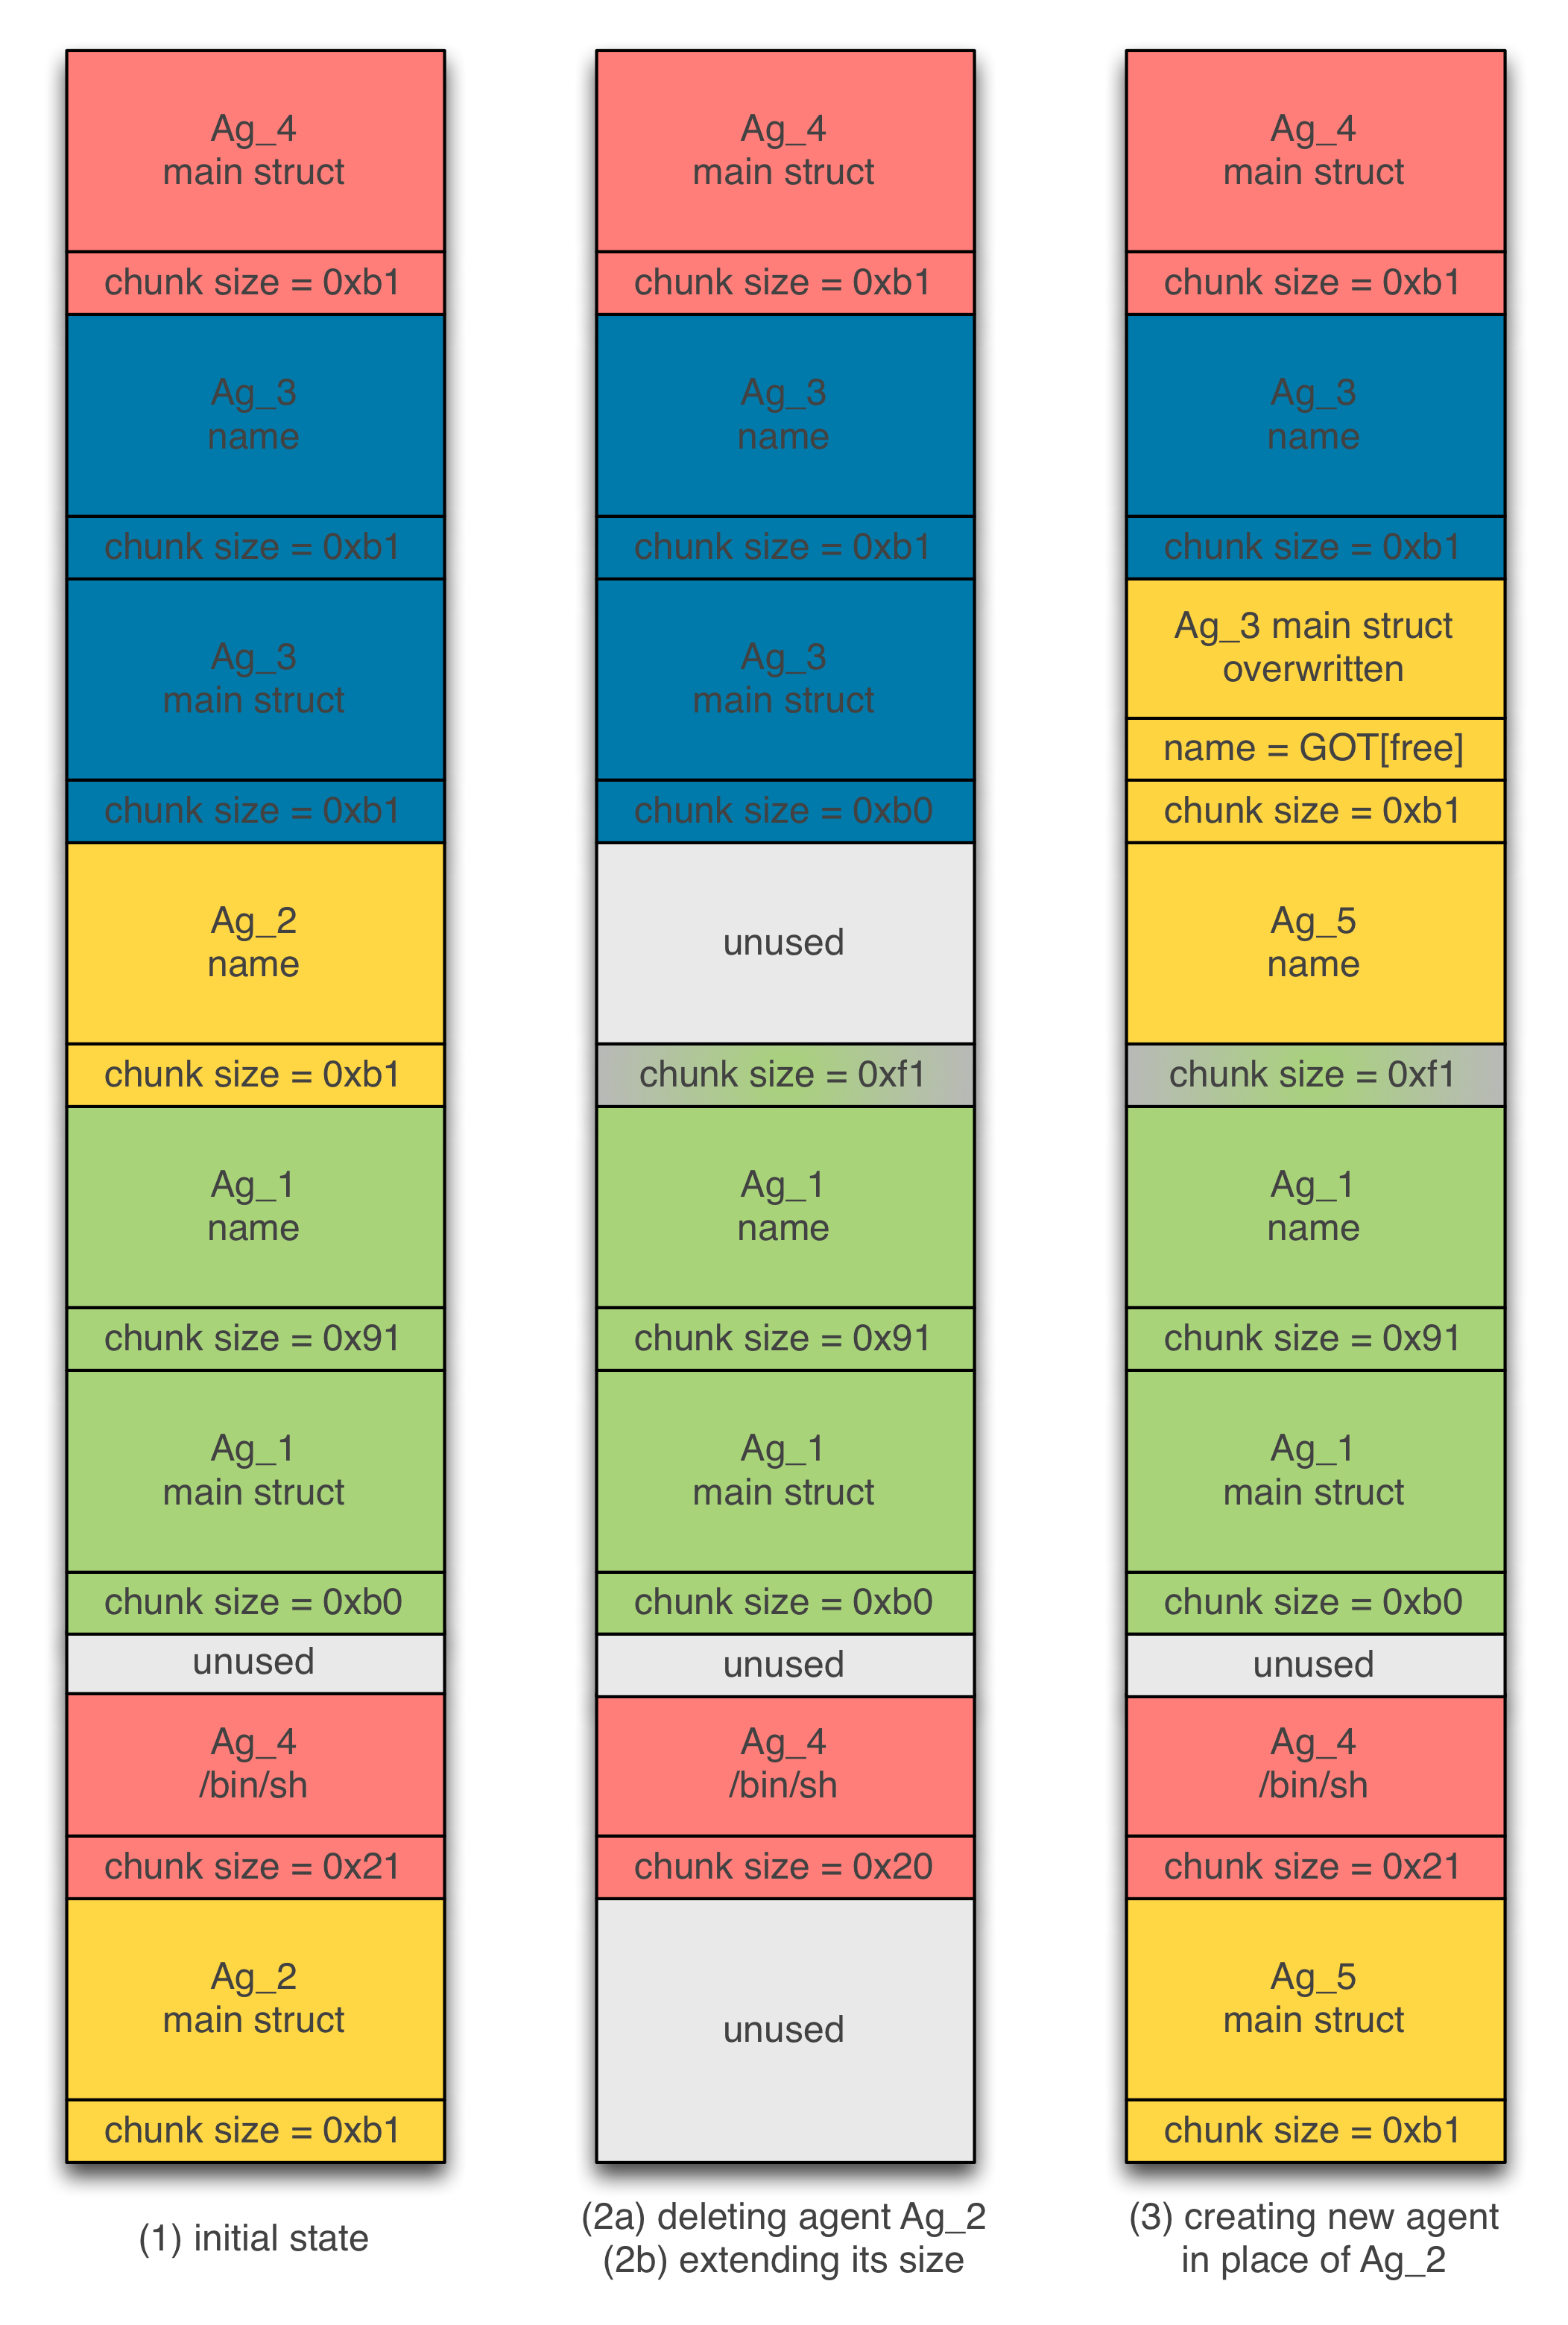 Ag_4
main struct
chunk size = 0xb1
Ag_3
name
chunk size = 0xb1
Ag_3
main struct
chunk size = 0xb1
Ag_2
name
chunk size = 0xb1
Ag_1
name
chunk size = 0x91
Ag_1
main struct
chunk size = 0xb0
unused
Ag_4
/bin/sh
chunk size = 0x21
Ag_2
main struct
chunk size = 0xb1
(1) initial state
Ag_4
main struct
chunk size = 0xb1
Ag_3
name
chunk size = 0xb1
Ag_3
main struct
chunk size = 0xb0
unused
chunk size = 0xf1
Ag_1
name
chunk size = 0x91
Ag_1
main struct
chunk size = 0xb0
unused
Ag_4
/bin/sh
chunk size = 0x20
unused
(2a) deleting agent Ag_2
(2b) extending its size
Ag_4
main struct
chunk size = 0xb1
Ag_3
name
chunk size = 0xb1
Ag_3 main struct
overwritten
name = GOT[free]
chunk size = 0xb1
Ag_5
name
chunk size = 0xf1
Ag_1
name
chunk size = 0x91
Ag_1
main struct
chunk size = 0xb0
unused
Ag_4
/bin/sh
chunk size = 0x21
Ag_5
main struct
chunk size = 0xb1
(3) creating new agent
in place of Ag_2